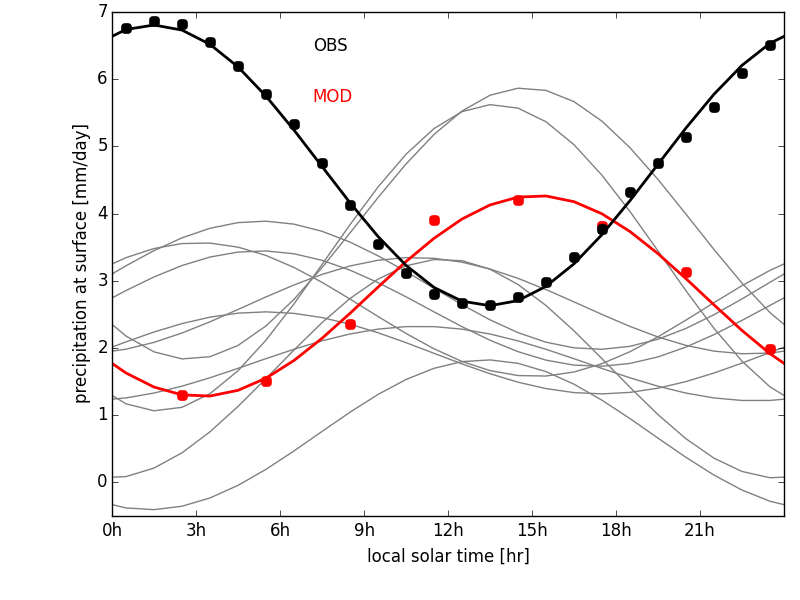 7
OBS
6
MOD
5
4
3
2
1
0
precipitation at surface [mm/day]
0h 3h 6h 9h 12h 15h 18h 21h
local solar time [hr]